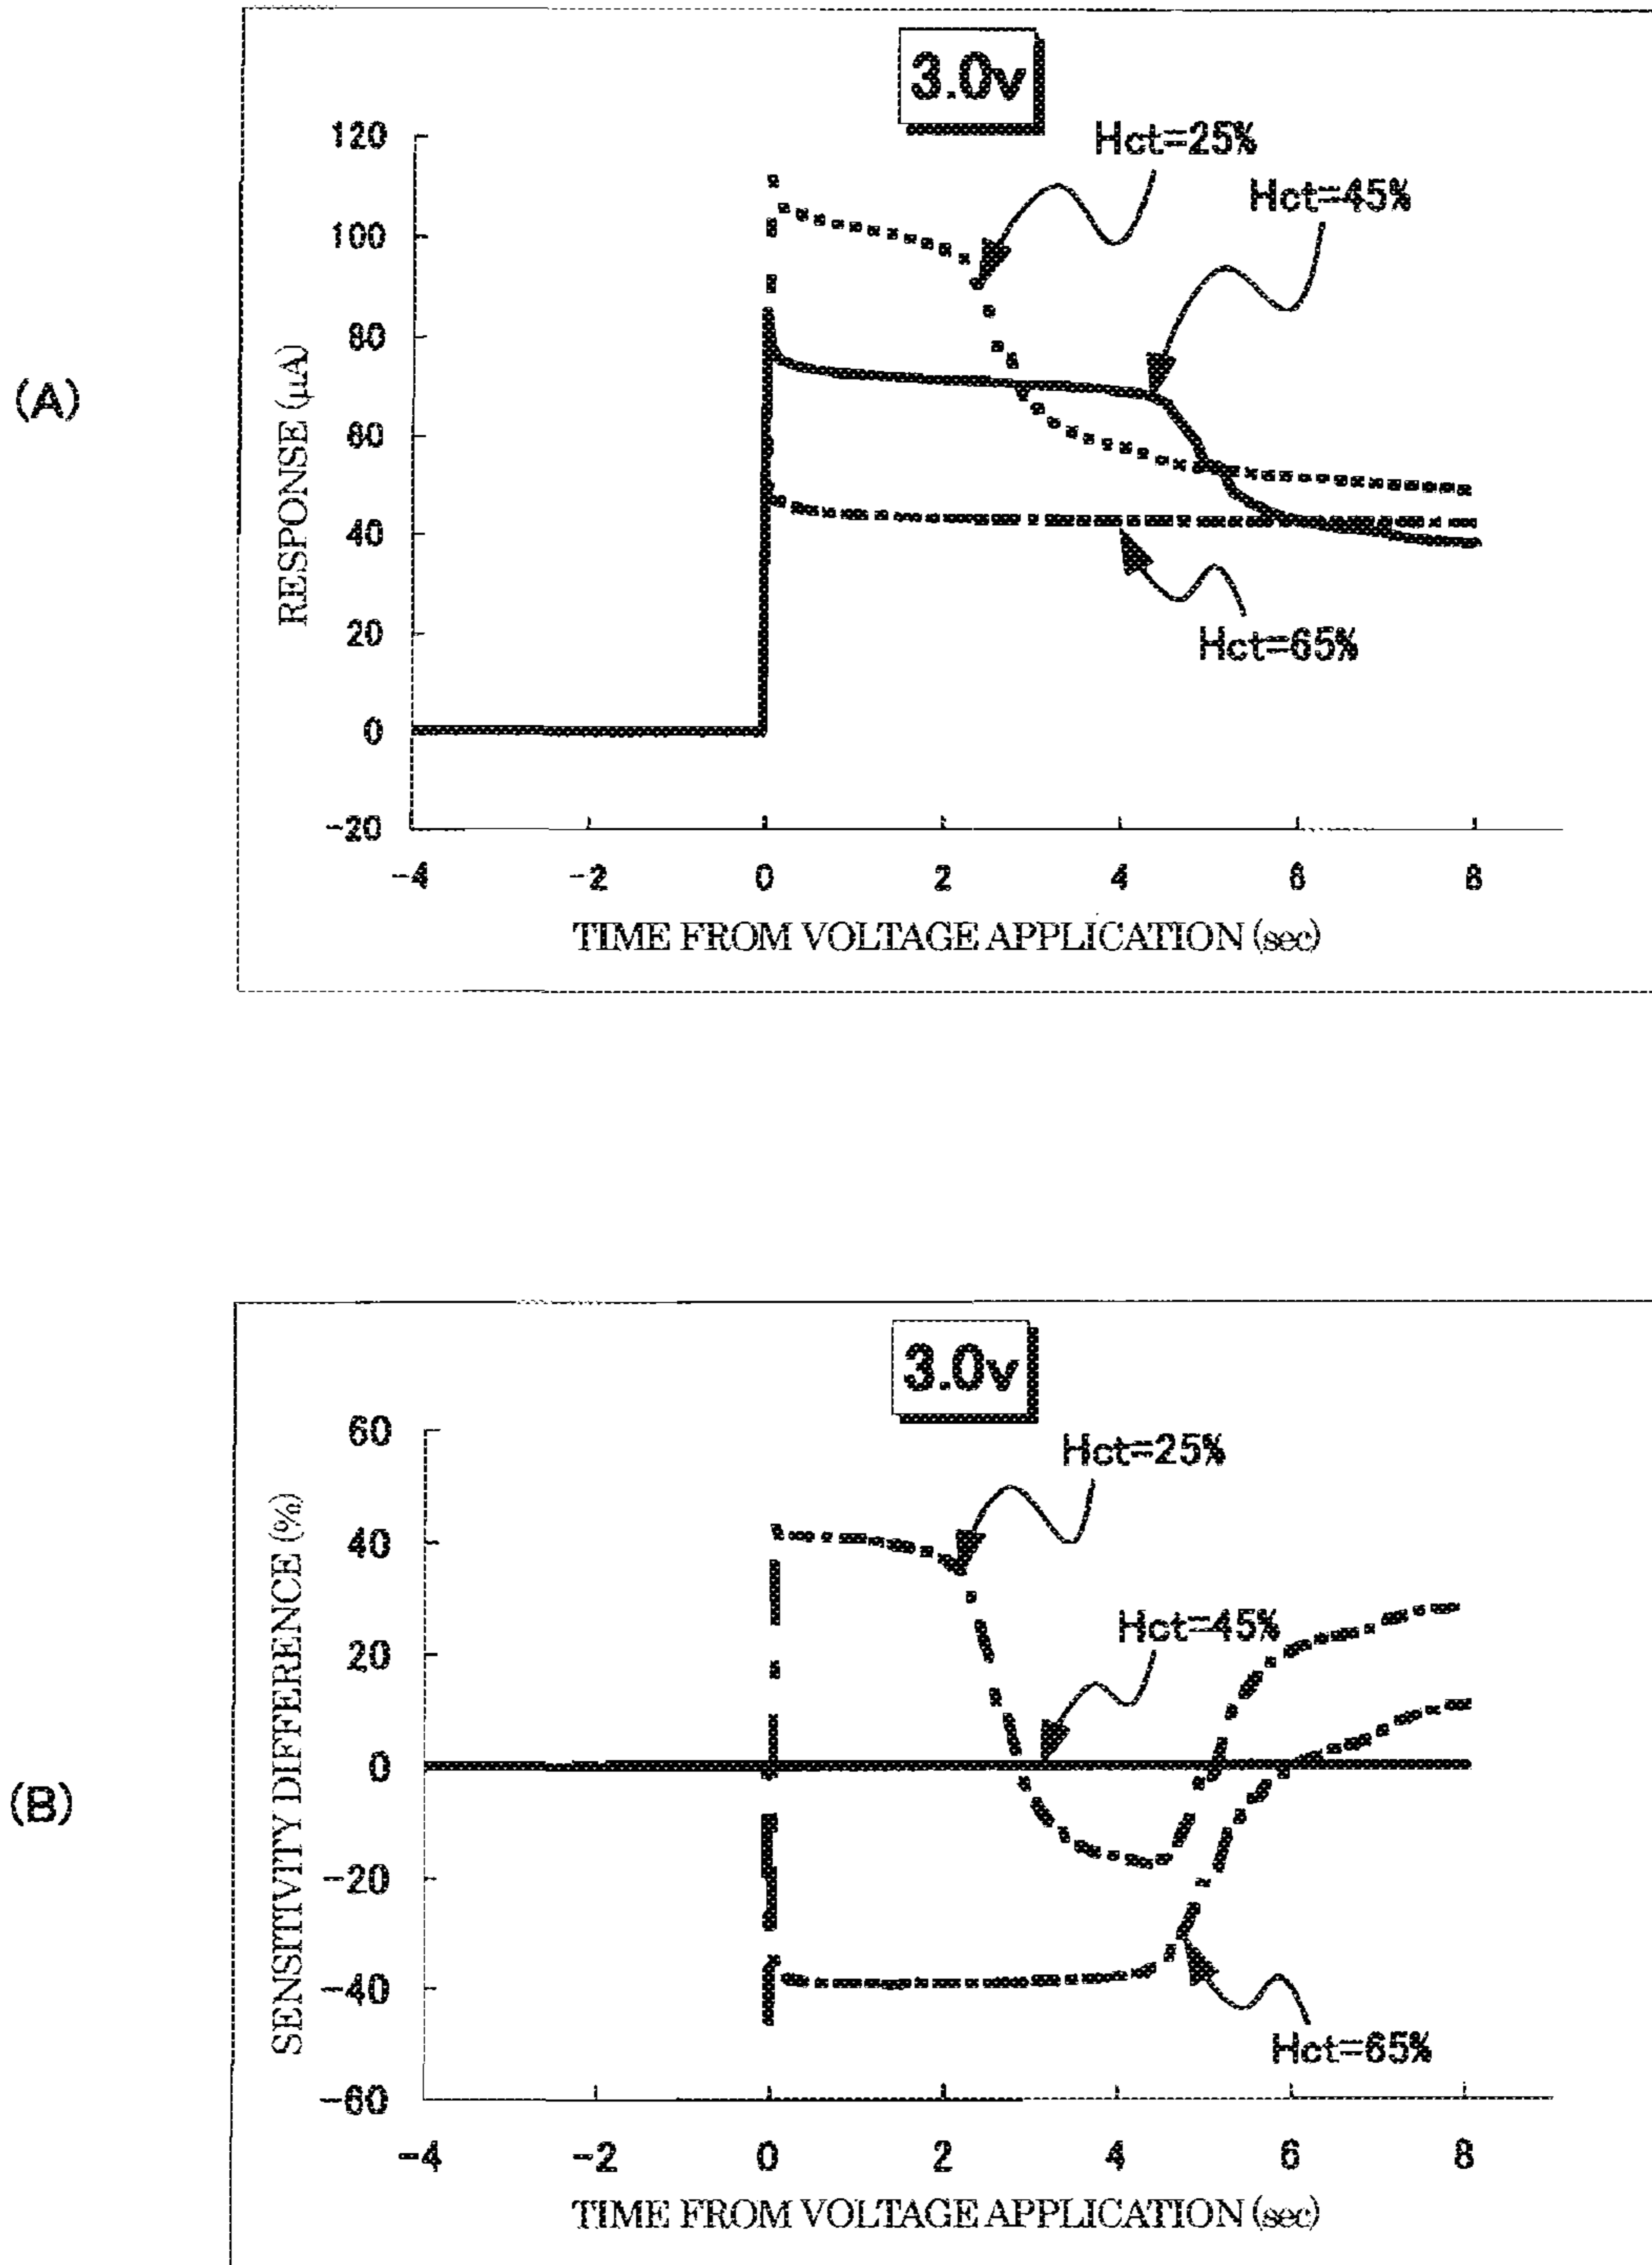 (A)
3.0v
Hct=25%
Hct=45%
Hct=65%
RESPONSE (μA)
120
100
80
60
40
20
0
-20
-4 -2 0 2 4 6 8
TIME FROM VOLTAGE APPLICATION (sec)
(B)
3.0v
Hct=25%
Hct=45%
Hct=65%
SENSITIVITY DIFFERENCE (%)
60
40
20
0
-20
-40
-60
-4 -2 0 2 4 6 8
TIME FROM VOLTAGE APPLICATION (sec)